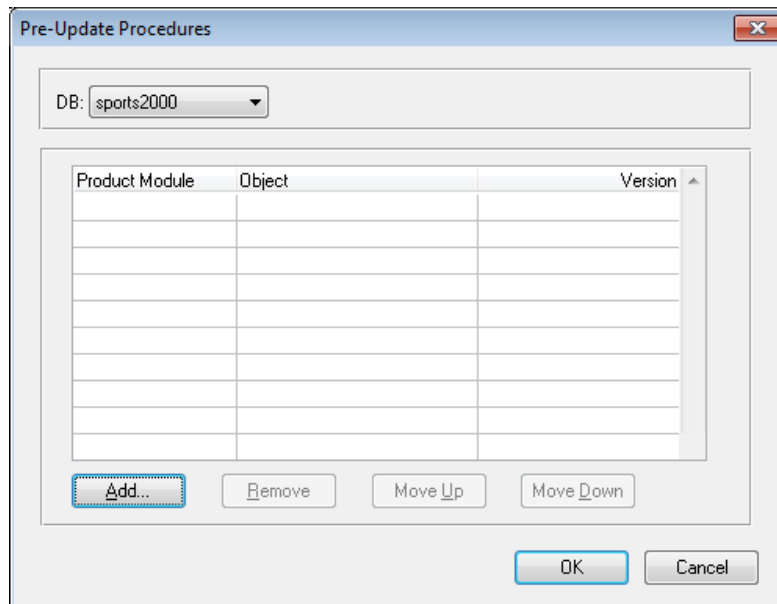 Pre-Update Procedures
DB: sports2000
Product Module Object Version
Add... Remove Move Up Move Down
OK Cancel